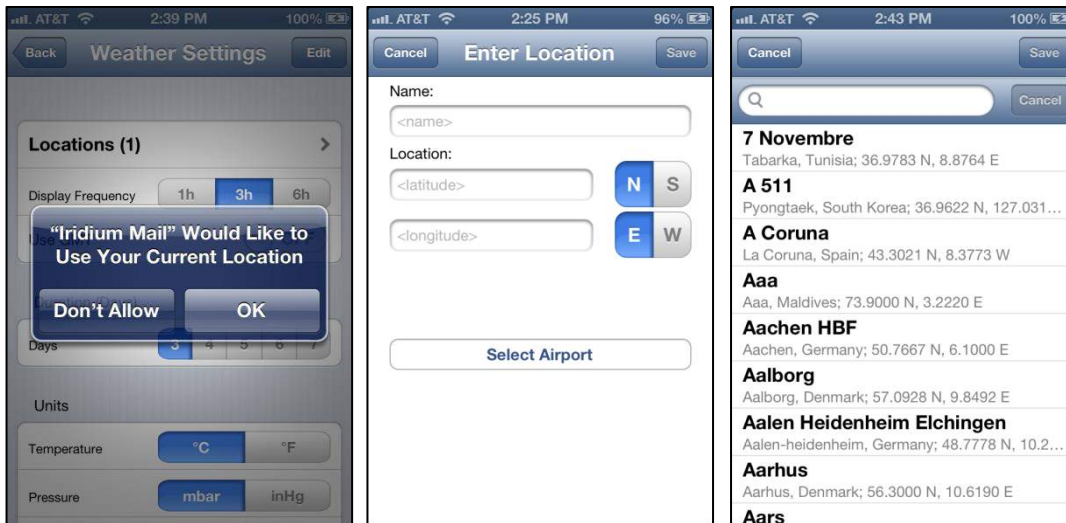 AT&T 2:39 PM 100%
Back Weather Settings Edit
Locations (1)
Display Frequency 1h 3h 6h
"Iridium Mail" Would Like to
Use Your Current Location
Don't Allow OK
Days 3 4 5 6 7
Units
Temperature °C °F
Pressure mbar inHg
AT&T 2:25 PM 96%
Cancel Enter Location Save
Name:
<name>
Location:
<latitude> N S
<longitude> E W
Select Airport
AT&T 2:43 PM 100%
Cancel Save
Cancel
7 Novembre
Tabarka, Tunisia; 36.9783 N, 8.8764 E
A 511
Pyongtaek, South Korea; 36.9622 N, 127.031...
A Coruna
La Coruna, Spain; 43.3021 N, 8.3773 W
Aaa
Aaa, Maldives; 73.9000 N, 3.2220 E
Aachen HBF
Aachen, Germany; 50.7667 N, 6.1000 E
Aalborg
Aalborg, Denmark; 57.0928 N, 9.8492 E
Aalen Heidenheim Elchingen
Aalen-heidenheim, Germany; 48.7778 N, 10.2...
Aarhus
Aarhus, Denmark; 56.3000 N, 10.6190 E
Aars